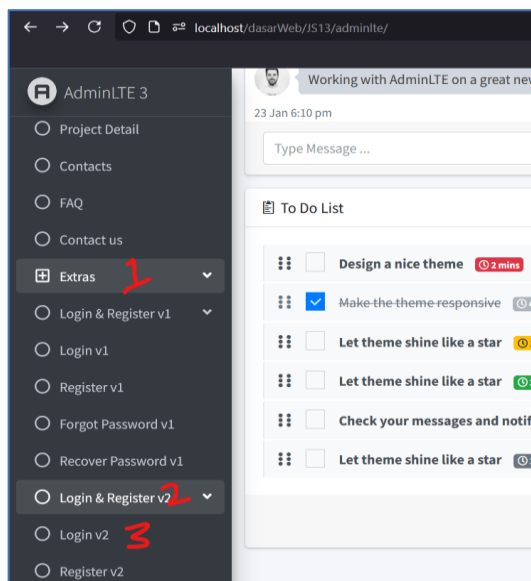 localhost/dasarWeb/JS13/adminlte/
AdminLTE 3
Project Detail
Contacts
FAQ
Contact us
Extras 1
Login & Register v1
Login v1
Register v1
Forgot Password v1
Recover Password v1
Login & Register v2 2
Login v2 3
Register v2
Working with AdminLTE on a great
23 Jan 6:10 pm
Type Message ...
To Do List
Design a nice theme 2 mins
Make the theme responsive
Let theme shine like a star
Let theme shine like a star
Check your messages and
Let theme shine like a star